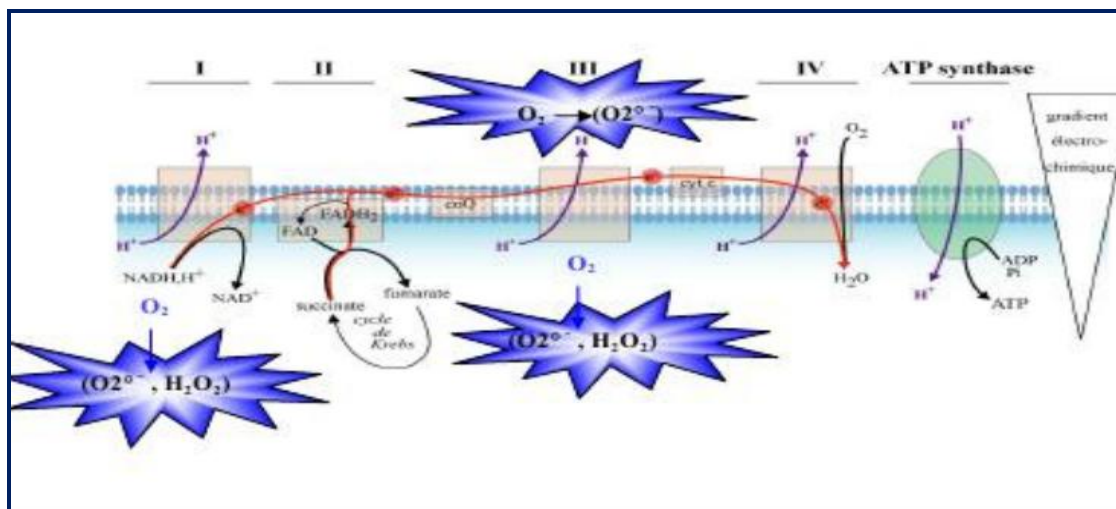 I
II
III
IV
ATP synthase
O₂ → (O2°⁻)
gradient
électro-
chimique
H⁺
H
H⁺
O₂
H⁺
cyt c
coQ
FADH₂
FAD
H⁺
H⁺
H⁺
NADH,H⁺
NAD⁺
O₂
succinate
fumarate
cycle
de
Krebs
O₂
H₂O
ADP
Pi
ATP
H⁺
(O2°⁻ , H₂O₂)
(O2°⁻ , H₂O₂)